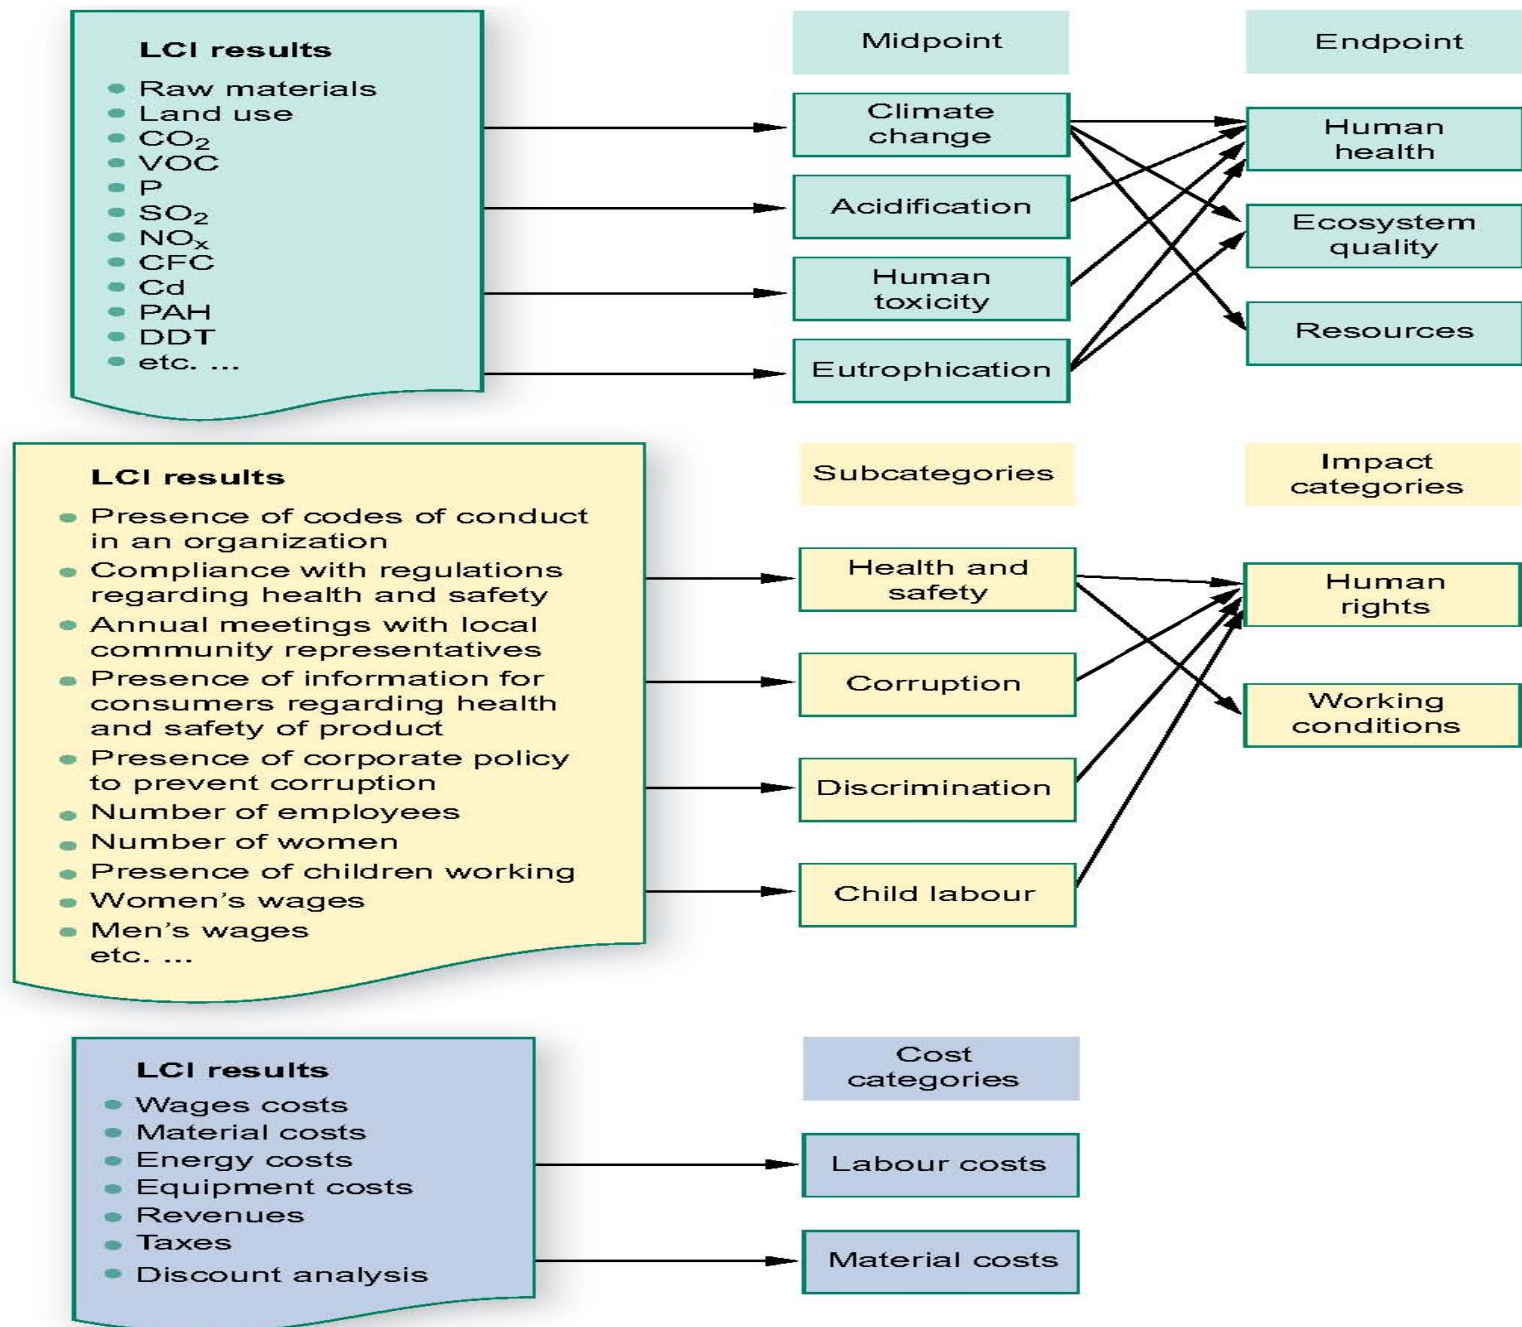 LCI results
Raw materials
Land use
CO₂
VOC
P
SO₂
NOₓ
CFC
Cd
PAH
DDT
etc. ...
Midpoint
Climate
change
Acidification
Human
toxicity
Eutrophication
Endpoint
Human
health
Ecosystem
quality
Resources
LCI results
Presence of codes of conduct
in an organization
Compliance with regulations
regarding health and safety
Annual meetings with local
community representatives
Presence of information for
consumers regarding health
and safety of product
Presence of corporate policy
to prevent corruption
Number of employees
Number of women
Presence of children working
Women’s wages
Men’s wages
etc. ...
Subcategories
Health and
safety
Corruption
Discrimination
Child labour
Impact
categories
Human
rights
Working
conditions
LCI results
Wages costs
Material costs
Energy costs
Equipment costs
Revenues
Taxes
Discount analysis
Cost
categories
Labour costs
Material costs